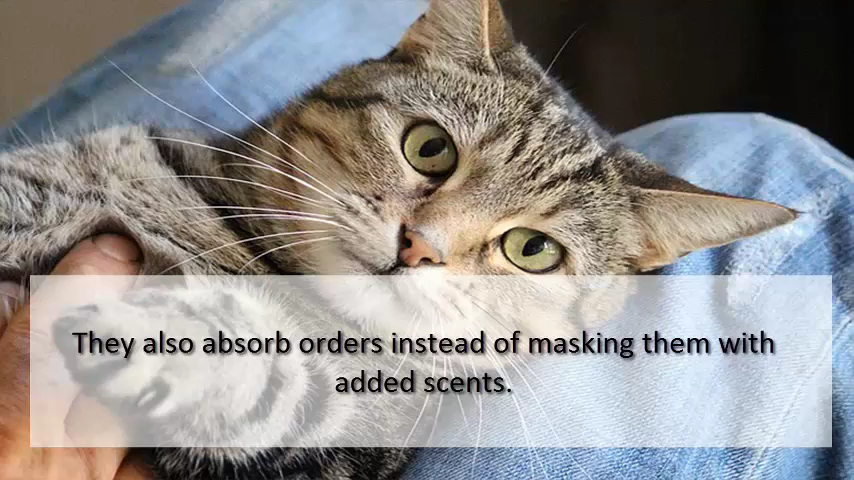 They also absorb orders instead of masking them with
added scents.